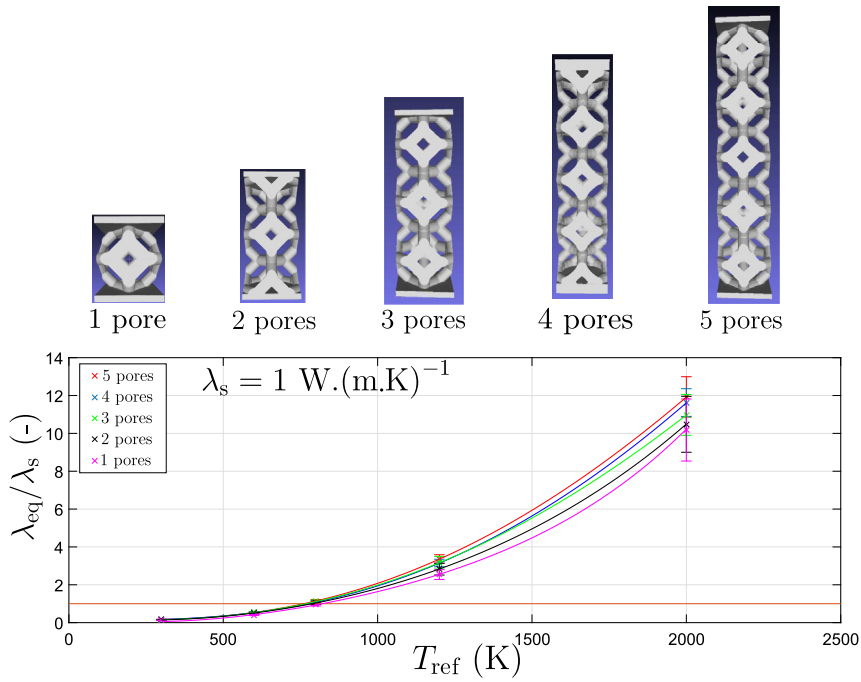 1 pore
2 pores
3 pores
4 pores
5 pores
λs = 1 W.(m.K)⁻¹
5 pores
4 pores
3 pores
2 pores
1 pores
λeq/λs (-)
14
12
10
8
6
4
2
0
0 500 1000 1500 2000 2500
Tref (K)